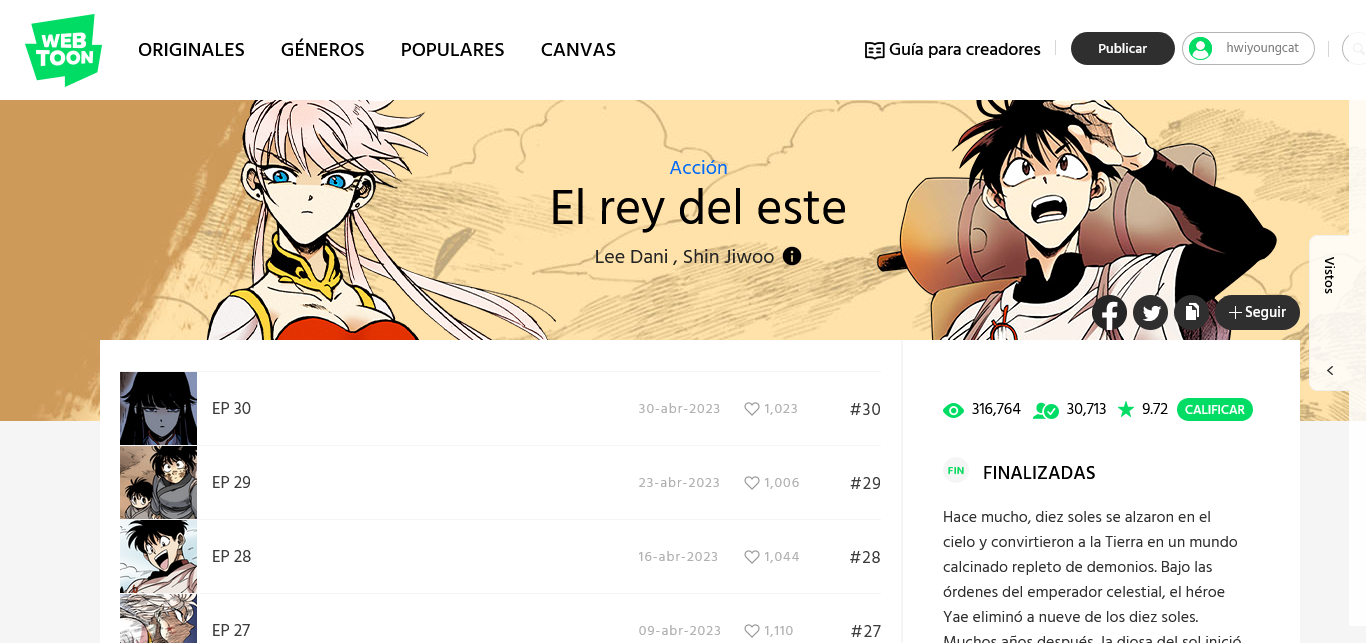 WEB
TOON
ORIGINALES GÉNEROS POPULARES CANVAS
Guía para creadores
Publicar
hwiyoungcat
Acción
El rey del este
Lee Dani , Shin Jiwoo
Vistos
Seguir
EP 30 30-abr-2023 1,023 #30
EP 29 23-abr-2023 1,006 #29
EP 28 16-abr-2023 1,044 #28
EP 27 09-abr-2023 1,110 #27
316,764 30,713 9.72 CALIFICAR
FIN FINALIZADAS
Hace mucho, diez soles se alzaron en el
cielo y convirtieron a la Tierra en un mundo
calcinado repleto de demonios. Bajo las
órdenes del emperador celestial, el héroe
Yae eliminó a nueve de los diez soles.
Muchos años después, la diosa del sol inició